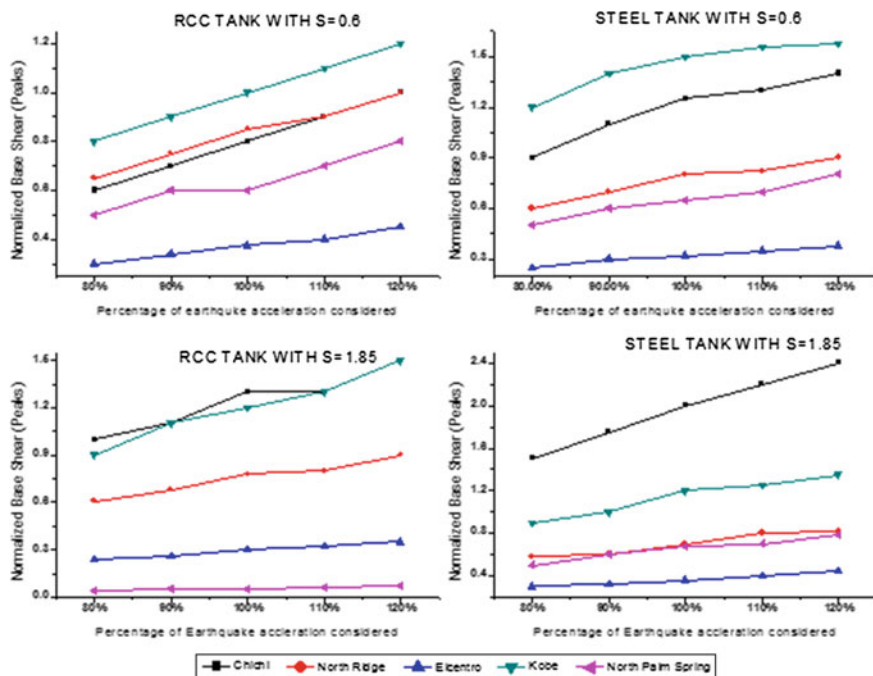 RCC TANK WITH S=0.6
Normalized Base Shear (Peaks)
1.2
1.0
0.8
0.6
0.4
80% 90% 100% 110% 120%
Percentage of earthquke accleration considered
STEEL TANK WITH S=0.6
Normalized Base Shear (Peaks)
1.5
1.2
0.9
0.6
0.3
80.00% 90.00% 100% 110% 120%
Percentage of earthquke accleration considered
RCC TANK WITH S=1.85
Normalized Base Shear (Peaks)
1.5
1.2
0.9
0.6
0.3
0.0
80% 90% 100% 110% 120%
Percentage of Earthquake accleration considered
STEEL TANK WITH S=1.85
Normalized Base Shear (Peaks)
2.4
2.0
1.6
1.2
0.8
0.4
80% 90% 100% 110% 120%
Percentage of Earthquake accleration considered
Chichi North Ridge Elcentro Kobe North Palm Spring